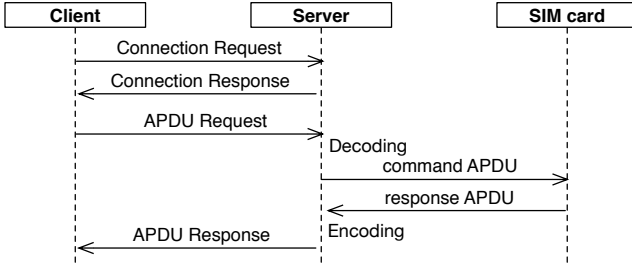 Client Server SIM card
Connection Request
Connection Response
APDU Request
Decoding
command APDU
response APDU
Encoding
APDU Response